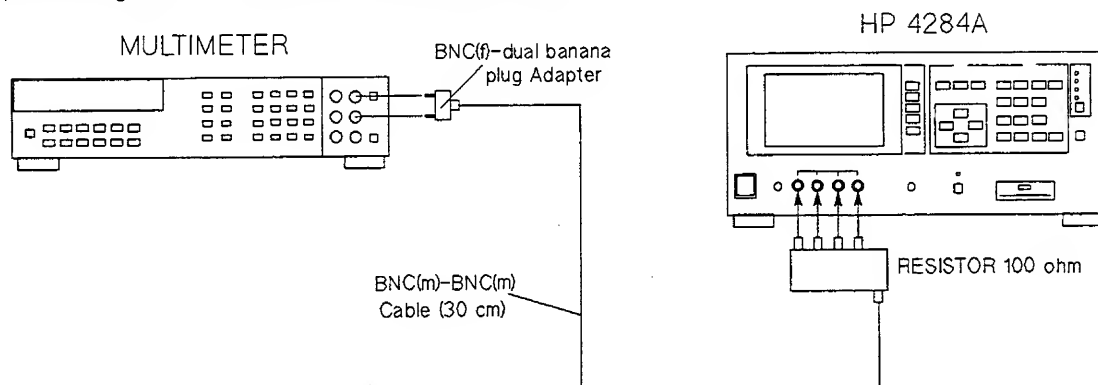 HP 4284A
MULTIMETER
BNC(f)-dual banana
plug Adapter
RESISTOR 100 ohm
BNC(m)-BNC(m)
Cable (30 cm)